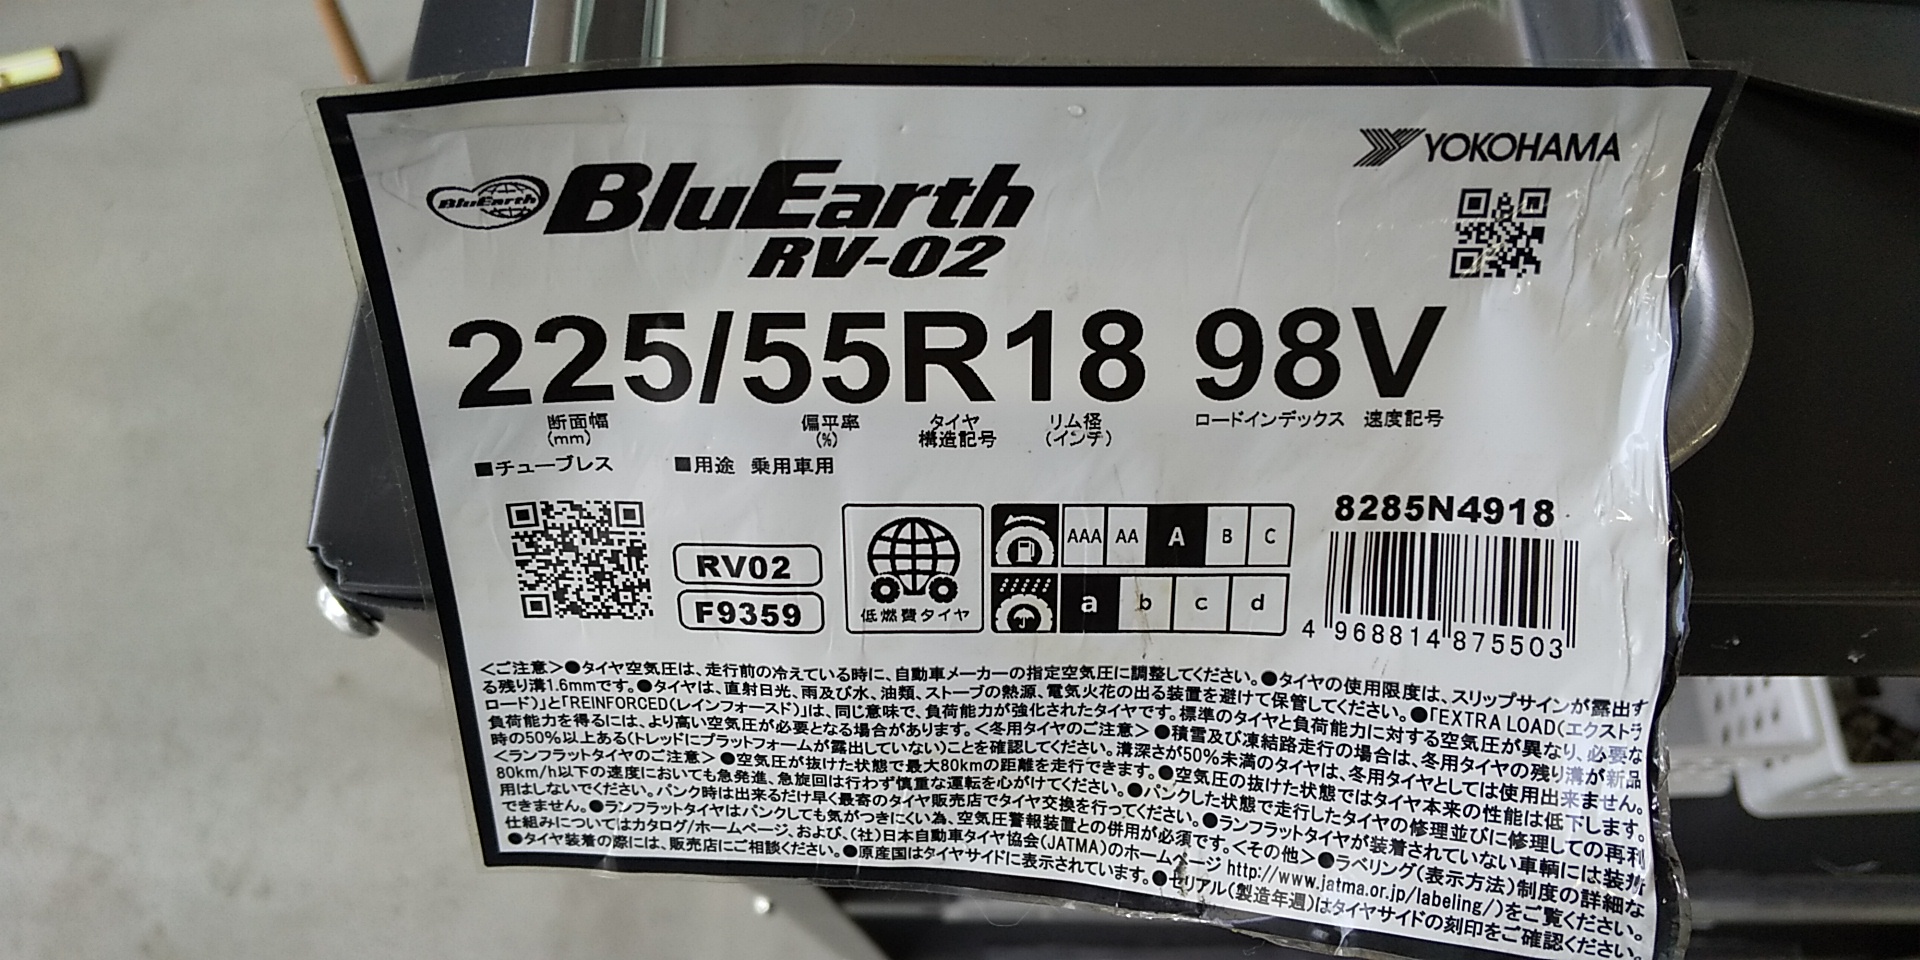 YOKOHAMA
BluEarth BluEarth
RV-02
225/55R18 98V
断面幅 偏平率 タイヤ リム径 ロードインデックス 速度記号
(mm) (%) 構造記号 (インチ)
■チューブレス ■用途 乗用車用
8285N4918
AAA AA A B C
RV02
a b c d
F9359
低燃費タイヤ
4 968814 875503
<ご注意>●タイヤ空気圧は、走行前の冷えている時に、自動車メーカーの指定空気圧に調整してください。●タイヤの使用限度は、スリップサインが露出す
る残り溝1.6mmです。●タイヤは、直射日光、雨及び水、油類、ストーブの熱源、電気火花の出る装置を避けて保管してください。●「EXTRA LOAD(エクストラ
ロード)」と「REINFORCED(レインフォースド)」は、同じ意味で、負荷能力が強化されたタイヤです。標準のタイヤと負荷能力に対する空気圧が異なり、必要な
負荷能力を得るには、より高い空気圧が必要となる場合があります。<冬用タイヤのご注意> ●積雪及び凍結路走行の場合は、冬用タイヤの残り溝が新品
時の50%以上ある(トレッドにプラットフォームが露出していない)ことを確認してください。溝深さが50%未満のタイヤは、冬用タイヤとしては使用出来ません。
<ランフラットタイヤのご注意> ●空気圧が抜けた状態で最大80kmの距離を走行できます。●空気圧の抜けた状態ではタイヤ本来の性能は低下します。
80km/h以下の速度においても急発進、急旋回は行わず慎重な運転を心がけてください。●パンクした状態で走行したタイヤの修理並びに修理しての再利
用はしないでください。パンク時は出来るだけ早く最寄のタイヤ販売店でタイヤ交換を行ってください。●ランフラットタイヤが装着されていない車輌には装着
できません。●ランフラットタイヤはパンクしても気がつきにくい為、空気圧警報装置との併用が必須です。<その他>●ラベリング(表示方法)制度の詳細な
仕組みについてはカタログ/ホームページ、および、(社)日本自動車タイヤ協会(JATMA)のホームページ http://www.jatma.or.jp/labeling/)をご覧ください。
●タイヤ装着の際には、販売店にご相談ください。●原産国はタイヤサイドに表示されています。●セリアル(製造年週)はタイヤサイドの刻印をご確認ください。